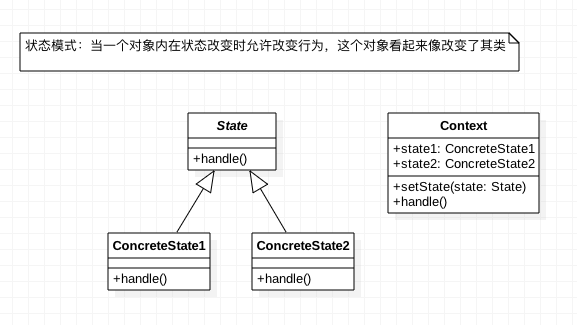 状态模式：当一个对象内在状态改变时允许改变行为，这个对象看起来像改变了其类
State
+handle()
Context
+state1: ConcreteState1
+state2: ConcreteState2
+setState(state: State)
+handle()
ConcreteState1
+handle()
ConcreteState2
+handle()